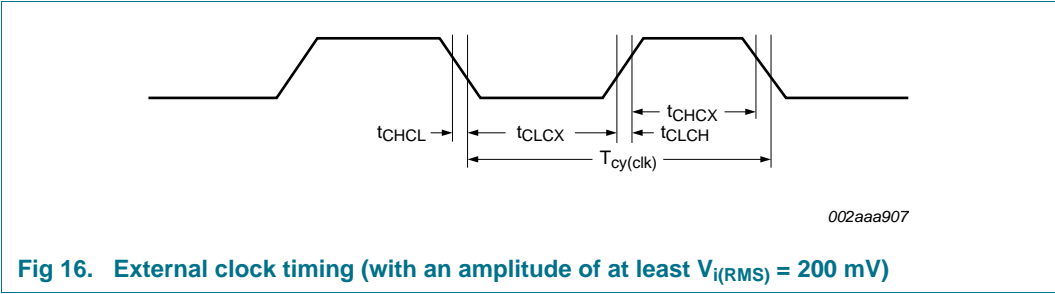 tCHCX
tCHCL tCLCX tCLCH
Tcy(clk)
002aaa907
Fig 16. External clock timing (with an amplitude of at least Vi(RMS) = 200 mV)